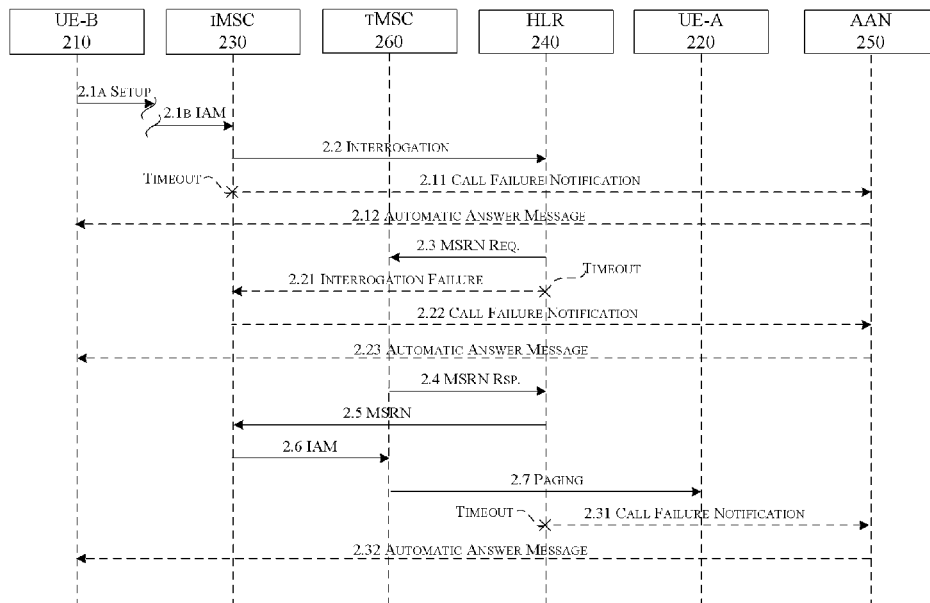 UE-B
210
IMSC
230
TMSC
260
HLR
240
UE-A
220
AAN
250
2.1A SETUP
2.1B IAM
2.2 INTERROGATION
TIMEOUT
2.11 CALL FAILURE NOTIFICATION
2.12 AUTOMATIC ANSWER MESSAGE
2.3 MSRN REQ.
TIMEOUT
2.21 INTERROGATION FAILURE
2.22 CALL FAILURE NOTIFICATION
2.23 AUTOMATIC ANSWER MESSAGE
2.4 MSRN RSP.
2.5 MSRN
2.6 IAM
2.7 PAGING
TIMEOUT
2.31 CALL FAILURE NOTIFICATION
2.32 AUTOMATIC ANSWER MESSAGE